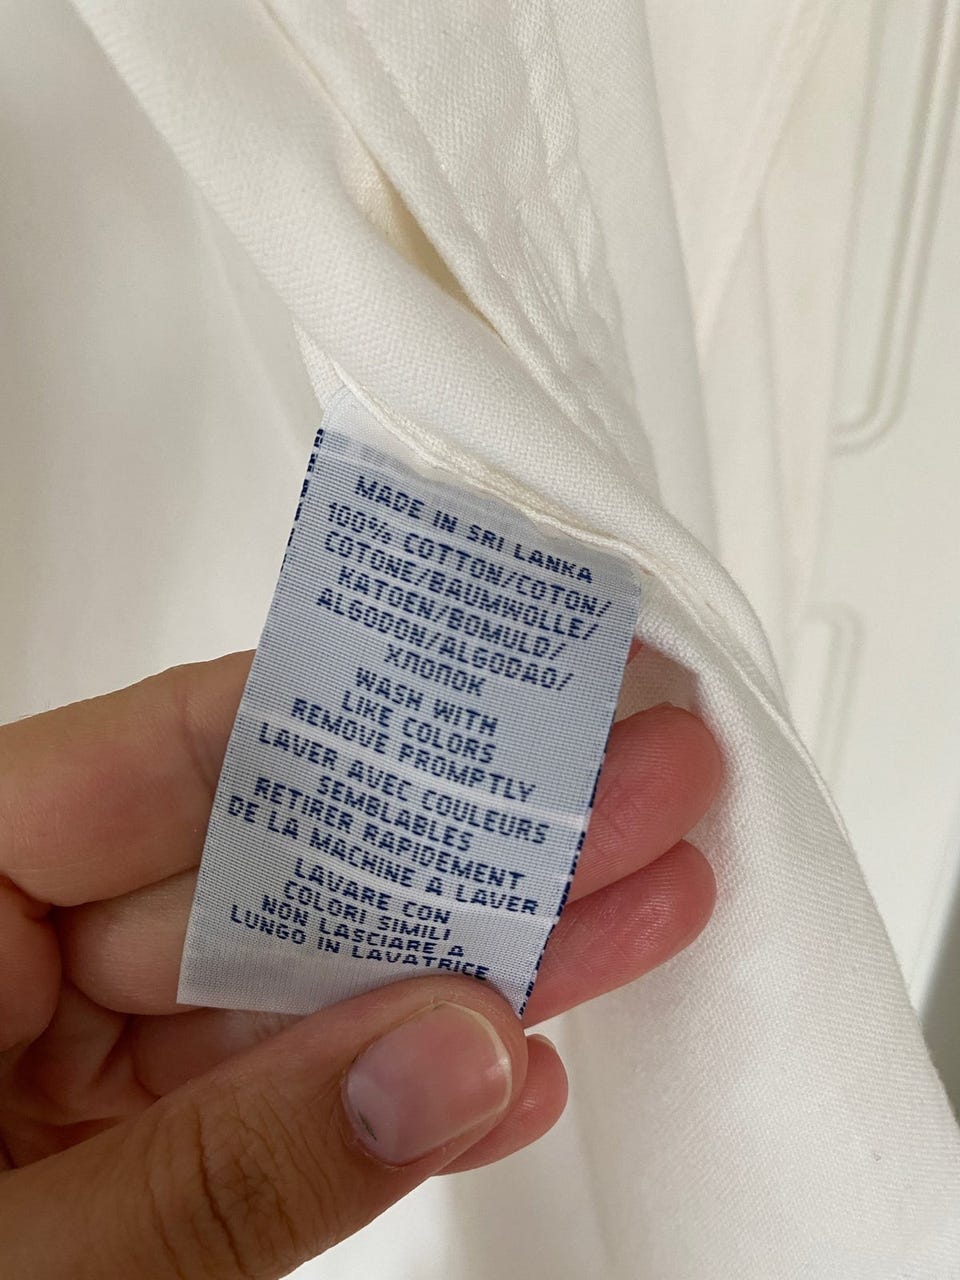 MADE IN SRI LANKA
100% COTTON/COTON/
COTONE/BAUMWOLLE/
KATOEN/BOMULD/
ALGODON/ALGODAO/
ХЛОПОК
WASH WITH
LIKE COLORS
REMOVE PROMPTLY
LAVER AVEC COULEURS
SEMBLABLES
RETIRER RAPIDEMENT
DE LA MACHINE A LAVER
LAVARE CON
COLORI SIMILI
NON LASCIARE A
LUNGO IN LAVATRICE